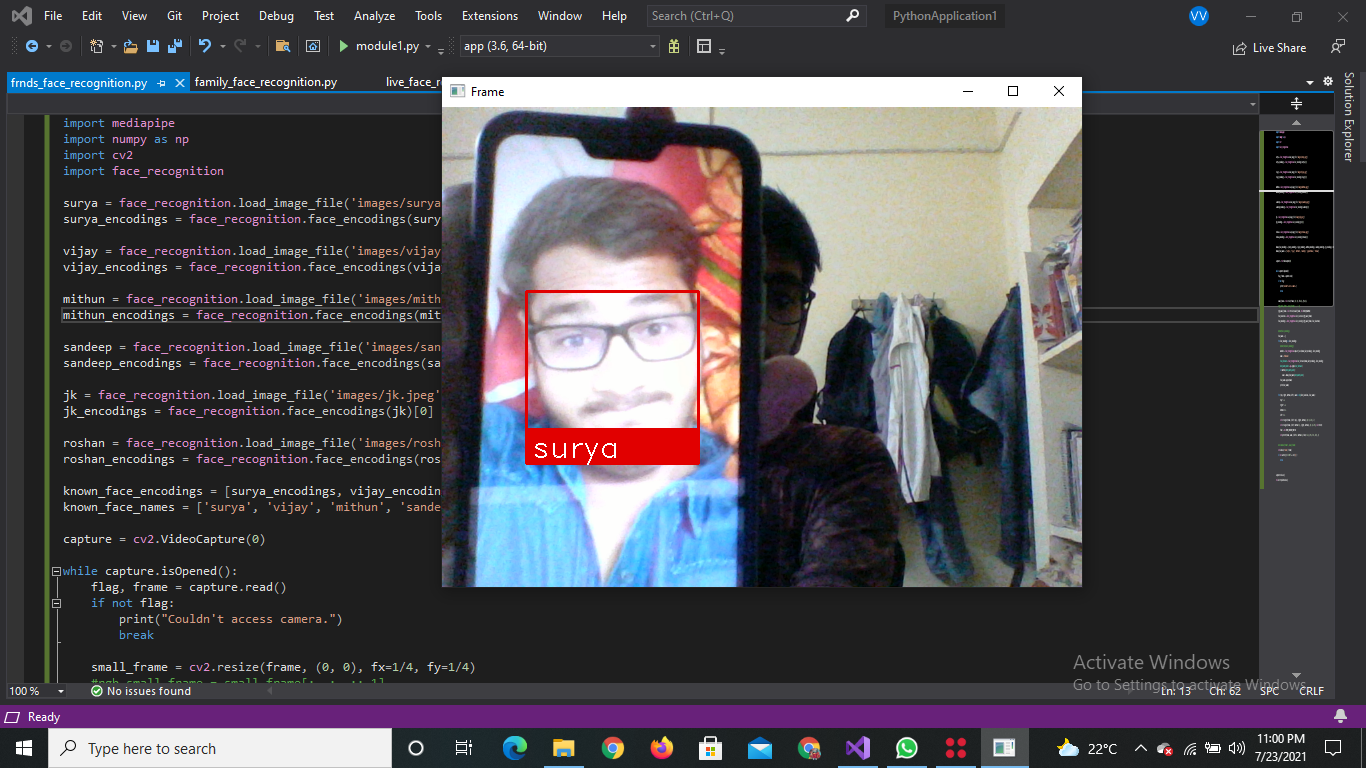 File Edit View Git Project Debug Test Analyze Tools Extensions Window Help Search (Ctrl+Q) PythonApplication1 VV
module1.py app (3.6, 64-bit) Live Share
frnds_face_recognition.py family_face_recognition.py live_face_r
Frame
Solution Explorer
import mediapipe
import numpy as np
import cv2
import face_recognition
surya = face_recognition.load_image_file('images/surya
surya_encodings = face_recognition.face_encodings(sury
vijay = face_recognition.load_image_file('images/vijay
vijay_encodings = face_recognition.face_encodings(vija
mithun = face_recognition.load_image_file('images/mith
mithun_encodings = face_recognition.face_encodings(mit
sandeep = face_recognition.load_image_file('images/san
sandeep_encodings = face_recognition.face_encodings(sa
jk = face_recognition.load_image_file('images/jk.jpeg'
jk_encodings = face_recognition.face_encodings(jk)[0]
roshan = face_recognition.load_image_file('images/rosh
roshan_encodings = face_recognition.face_encodings(ros
known_face_encodings = [surya_encodings, vijay_encodin
known_face_names = ['surya', 'vijay', 'mithun', 'sande
capture = cv2.VideoCapture(0)
while capture.isOpened():
flag, frame = capture.read()
if not flag:
print("Couldn't access camera.")
break
small_frame = cv2.resize(frame, (0, 0), fx=1/4, fy=1/4)
surya
Activate Windows
Go to Settings to activate Windows.
100 % No issues found Ln: 13 Ch: 62 SPC CRLF
Ready
Type here to search 22°C 11:00 PM
7/23/2021